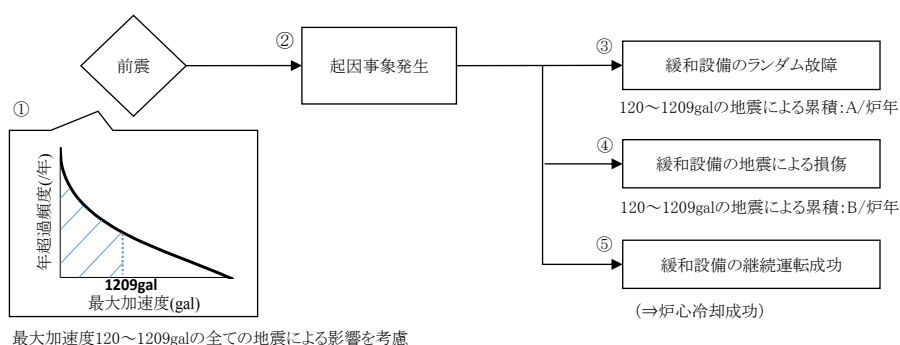 ②
③
前震
起因事象発生
緩和設備のランダム故障
①
120～1209galの地震による累積:A/炉年
④
緩和設備の地震による損傷
年超過頻度(/年)
120～1209galの地震による累積:B/炉年
⑤
1209gal
緩和設備の継続運転成功
最大加速度(gal)
(⇒炉心冷却成功)
最大加速度120～1209galの全ての地震による影響を考慮